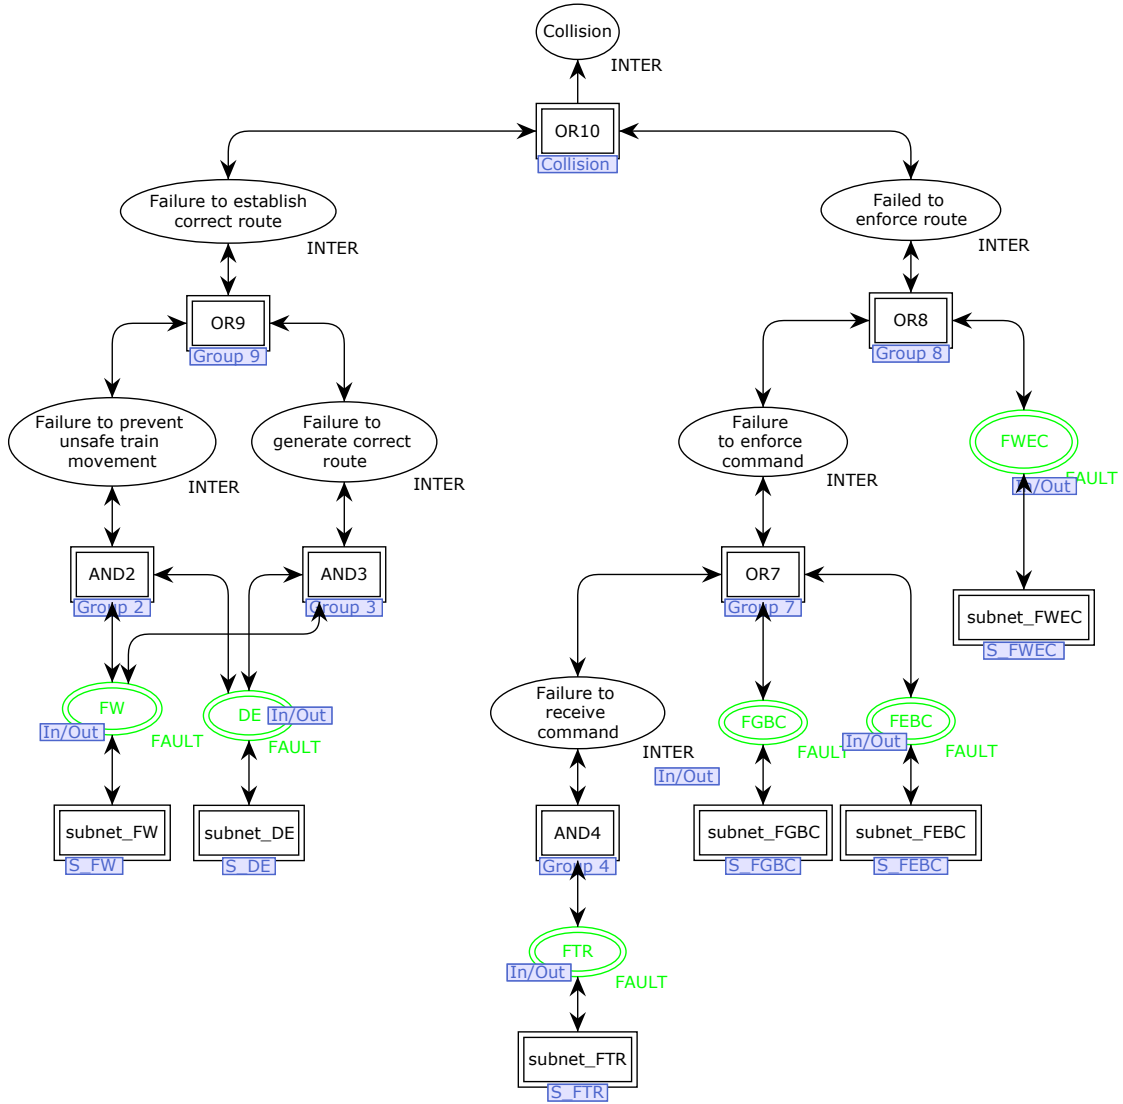 Collision
INTER
OR10
Collision
Failure to establish
correct route
INTER
Failed to
enforce route
INTER
OR9
Group 9
OR8
Group 8
Failure to prevent
unsafe train
movement
INTER
Failure to
generate correct
route
INTER
Failure
to enforce
command
INTER
FWEC
FAULT
In/Out
AND2
Group 2
AND3
Group 3
OR7
Group 7
subnet_FWEC
S_FWEC
FW
In/Out
FAULT
DE
In/Out
FAULT
Failure to
receive
command
INTER
In/Out
FGBC
FAULT
FEBC
In/Out
FAULT
subnet_FW
S_FW
subnet_DE
S_DE
AND4
Group 4
subnet_FGBC
S_FGBC
subnet_FEBC
S_FEBC
FTR
In/Out
FAULT
subnet_FTR
S_FTR